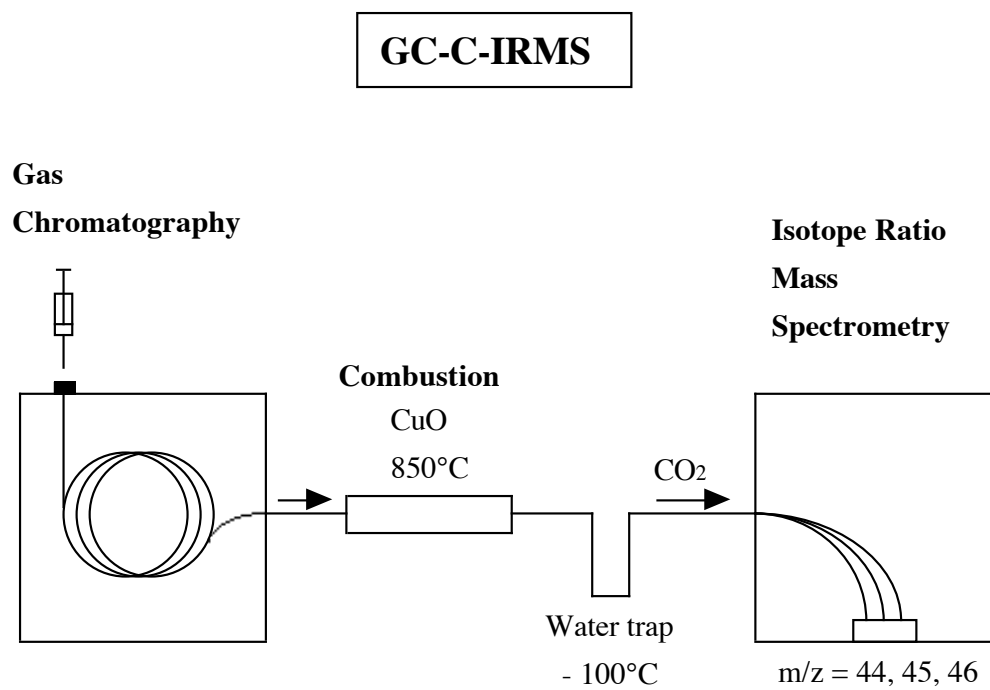 GC-C-IRMS
Gas
Chromatography
Isotope Ratio
Mass
Spectrometry
Combustion
CuO
850°C
CO2
Water trap
- 100°C
m/z = 44, 45, 46